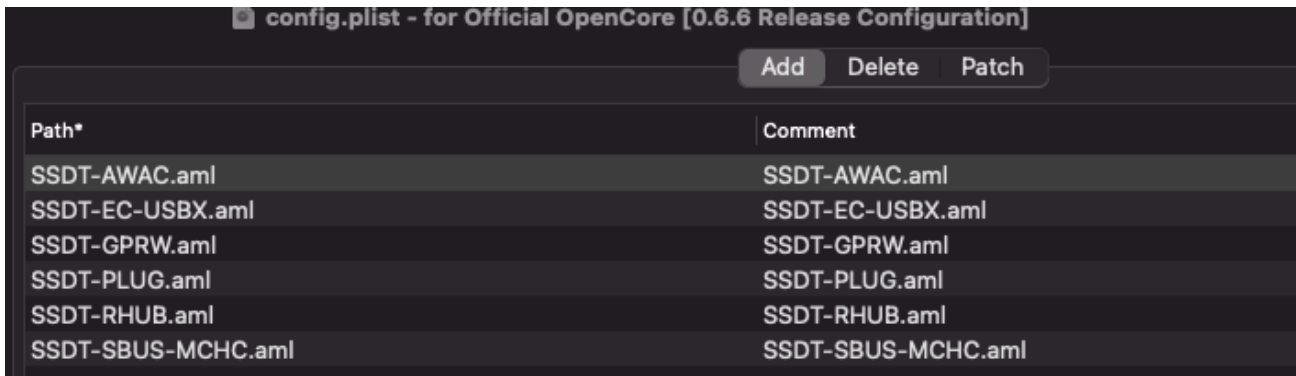 config.plist - for Official OpenCore [0.6.6 Release Configuration]
Add Delete Patch
Path* Comment
SSDT-AWAC.aml SSDT-AWAC.aml
SSDT-EC-USBX.aml SSDT-EC-USBX.aml
SSDT-GPRW.aml SSDT-GPRW.aml
SSDT-PLUG.aml SSDT-PLUG.aml
SSDT-RHUB.aml SSDT-RHUB.aml
SSDT-SBUS-MCHC.aml SSDT-SBUS-MCHC.aml